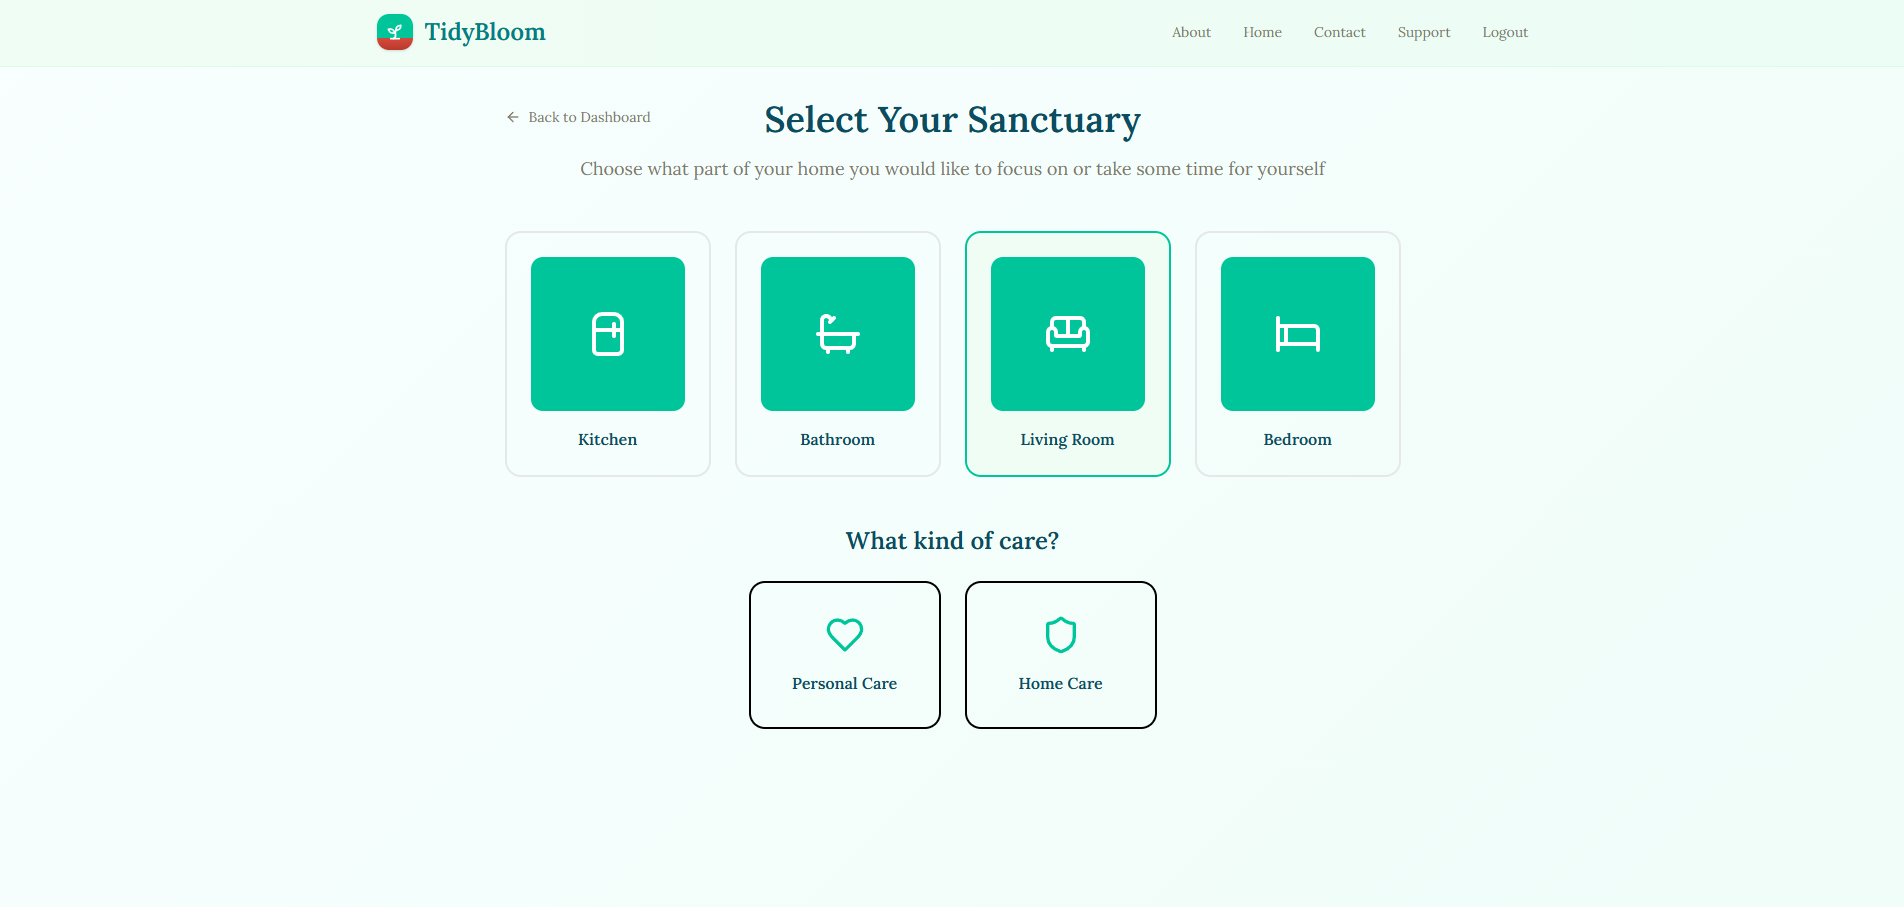 TidyBloom
About
Home
Contact
Support
Logout
Back to Dashboard
Select Your Sanctuary
Choose what part of your home you would like to focus on or take some time for yourself
Kitchen
Bathroom
Living Room
Bedroom
What kind of care?
Personal Care
Home Care